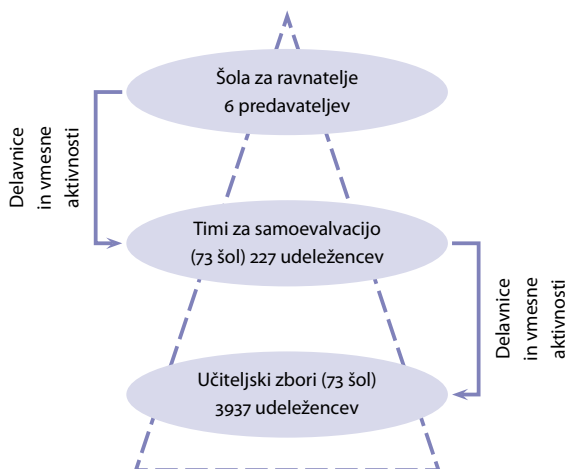 Šola za ravnatelje
6 predavateljev
Delavnice
in vmesne
aktivnosti
Timi za samoevalvacijo
(73 šol) 227 udeležencev
Delavnice
in vmesne
aktivnosti
Učiteljski zbori (73 šol)
3937 udeležencev